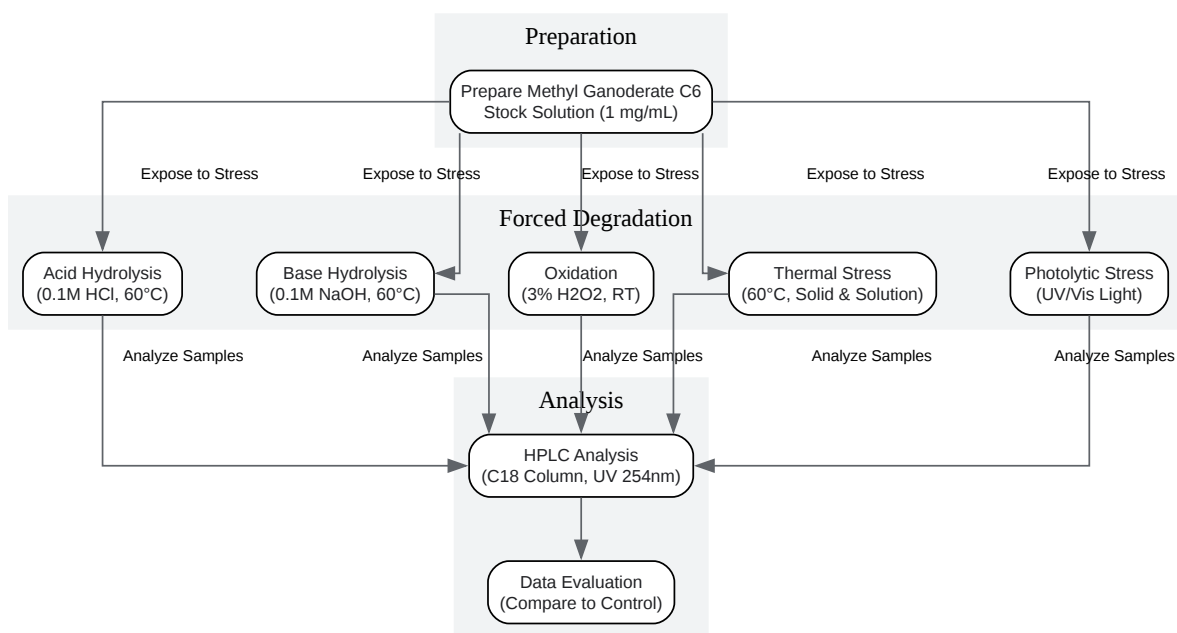 Preparation
Prepare Methyl Ganoderate C6
Stock Solution (1 mg/mL)
Expose to Stress
Expose to Stress
Expose to Stress
Expose to Stress
Expose to Stress
Forced Degradation
Acid Hydrolysis
(0.1M HCl, 60°C)
Base Hydrolysis
(0.1M NaOH, 60°C)
Oxidation
(3% H2O2, RT)
Thermal Stress
(60°C, Solid & Solution)
Photolytic Stress
(UV/Vis Light)
Analyze Samples
Analyze Samples
Analyze Samples
Analyze Samples
Analyze Samples
Analysis
HPLC Analysis
(C18 Column, UV 254nm)
Data Evaluation
(Compare to Control)